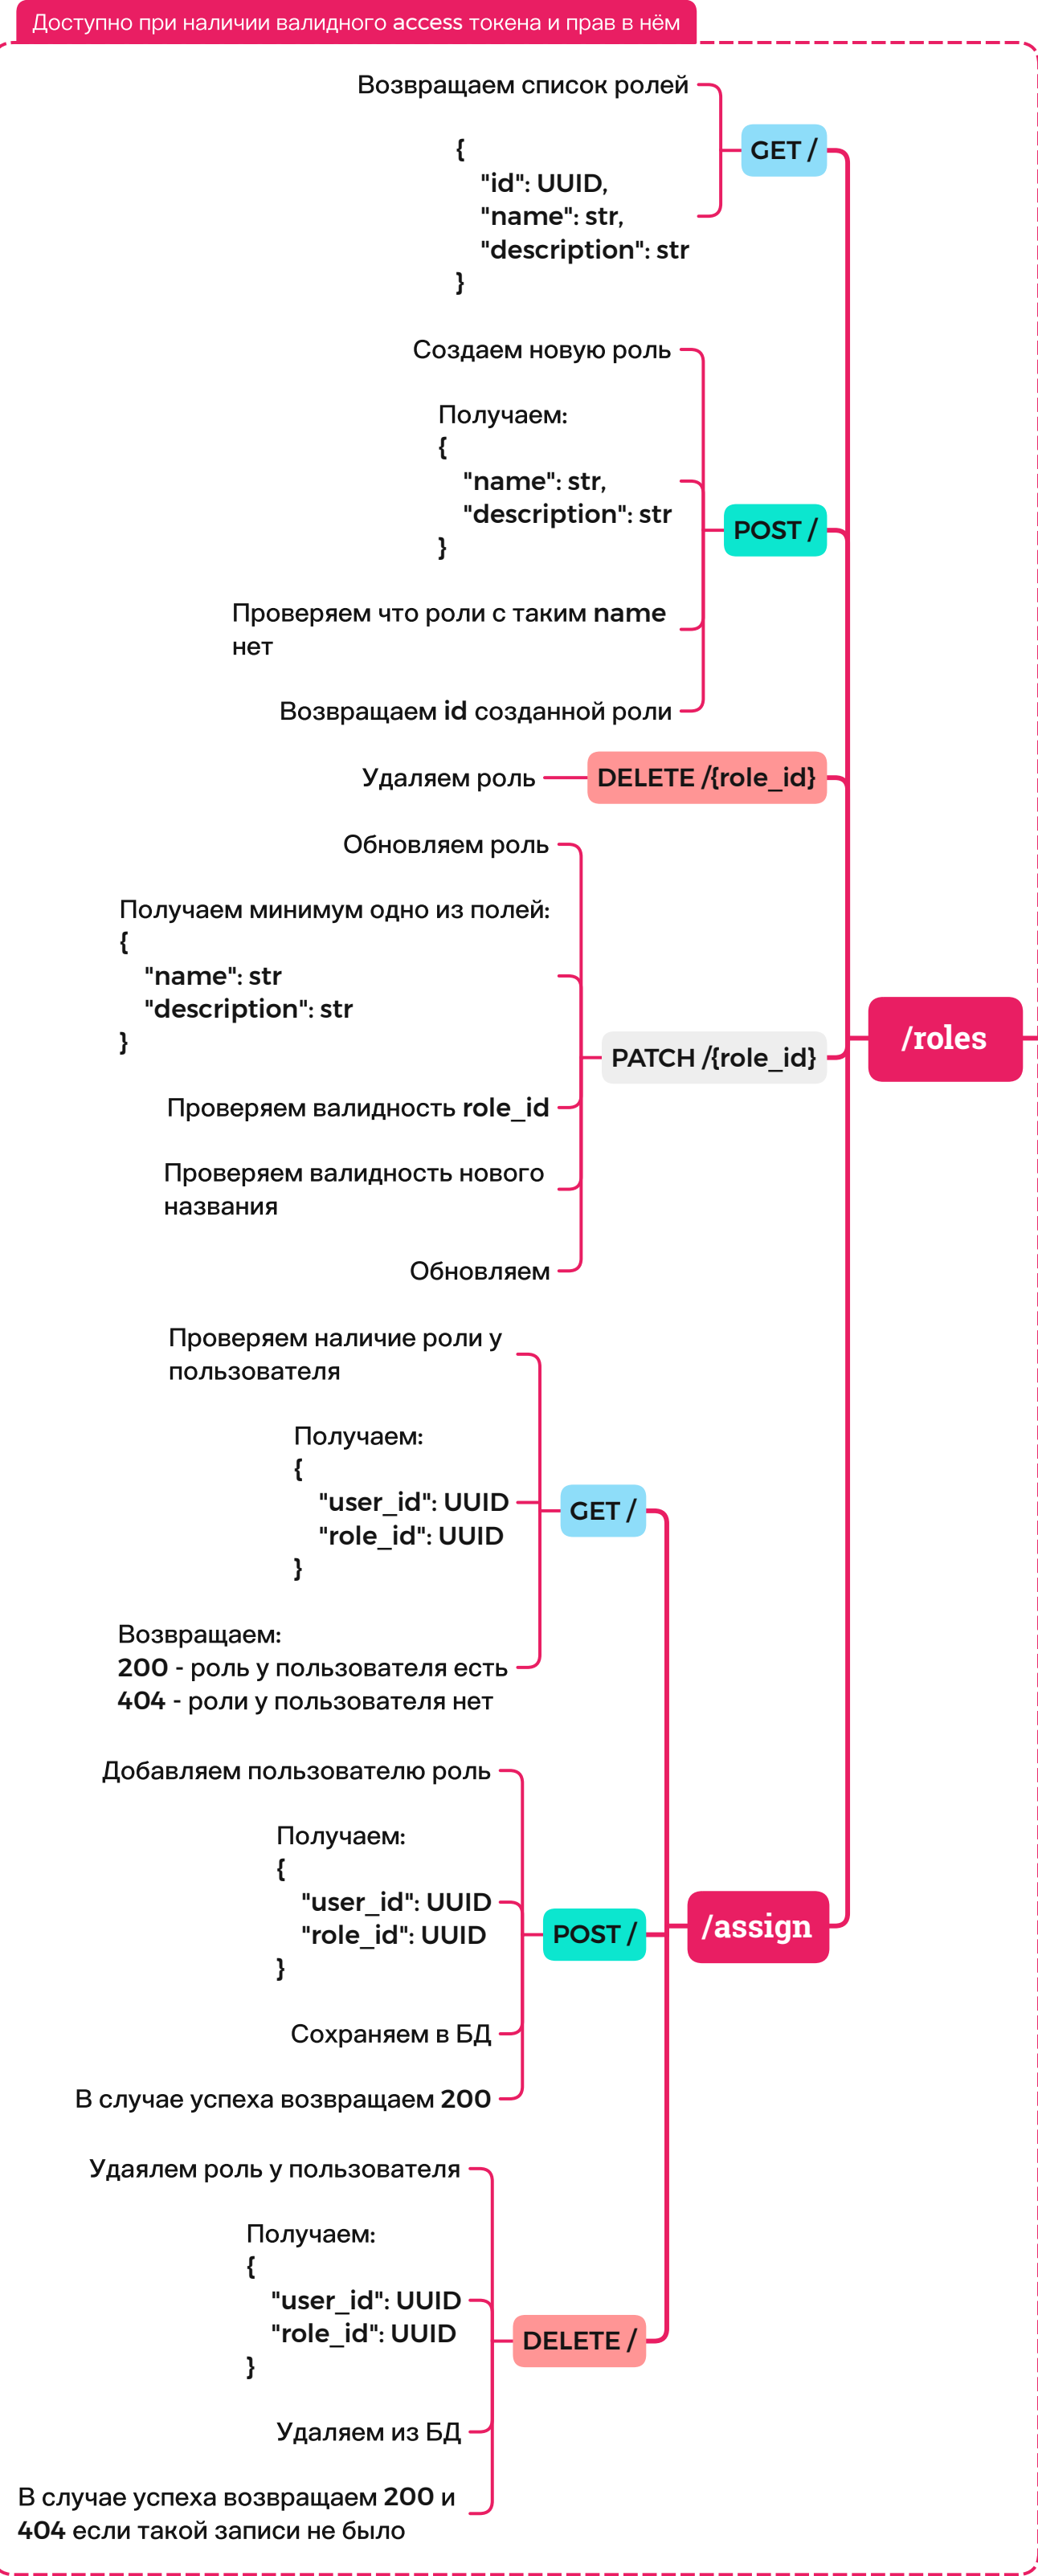 Доступно при наличии валидного access токена и прав в нём
Возвращаем список ролей
{
"id": UUID,
"name": str,
"description": str
}
GET /
Создаем новую роль
Получаем:
{
"name": str,
"description": str
}
Проверяем что роли с таким name
нет
Возвращаем id созданной роли
POST /
Удаляем роль
DELETE /{role_id}
Обновляем роль
Получаем минимум одно из полей:
{
"name": str
"description": str
}
Проверяем валидность role_id
Проверяем валидность нового
названия
Обновляем
PATCH /{role_id}
/roles
Проверяем наличие роли у
пользователя
Получаем:
{
"user_id": UUID
"role_id": UUID
}
Возвращаем:
200 - роль у пользователя есть
404 - роли у пользователя нет
GET /
Добавляем пользователю роль
Получаем:
{
"user_id": UUID
"role_id": UUID
}
Сохраняем в БД
В случае успеха возвращаем 200
POST /
/assign
Удаялем роль у пользователя
Получаем:
{
"user_id": UUID
"role_id": UUID
}
Удаляем из БД
В случае успеха возвращаем 200 и
404 если такой записи не было
DELETE /